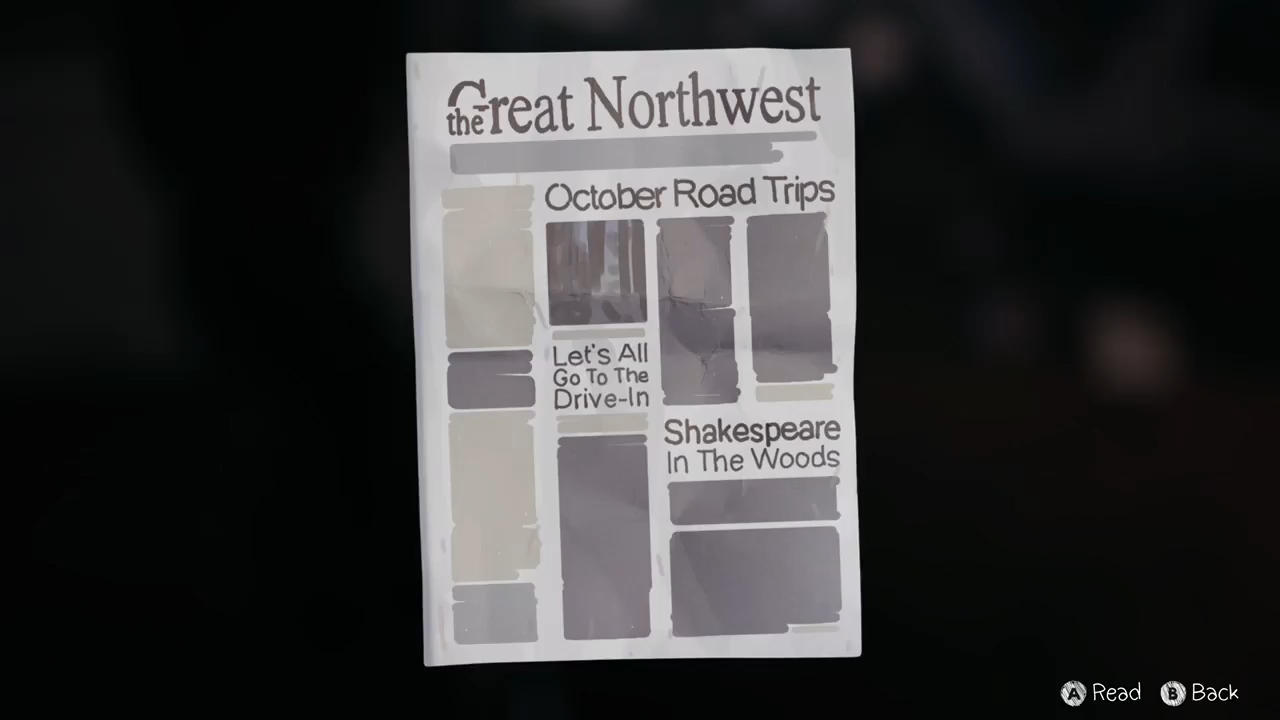 the Great Northwest
October Road Trips
Let's All
Go To The
Drive-In
Shakespeare
In The Woods
A Read B Back